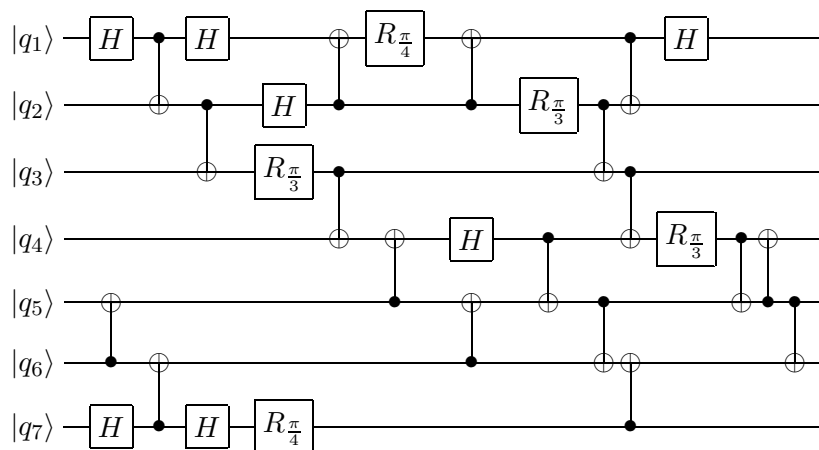 |q₁⟩ H H R_{π/4} H
|q₂⟩ H R_{π/3}
|q₃⟩ R_{π/3}
|q₄⟩ H R_{π/3}
|q₅⟩
|q₆⟩
|q₇⟩ H H R_{π/4}